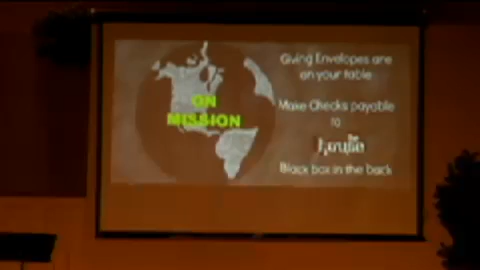 ON
MISSION
Giving Envelopes are
on your table
Make Checks payable
to
Black box in the back